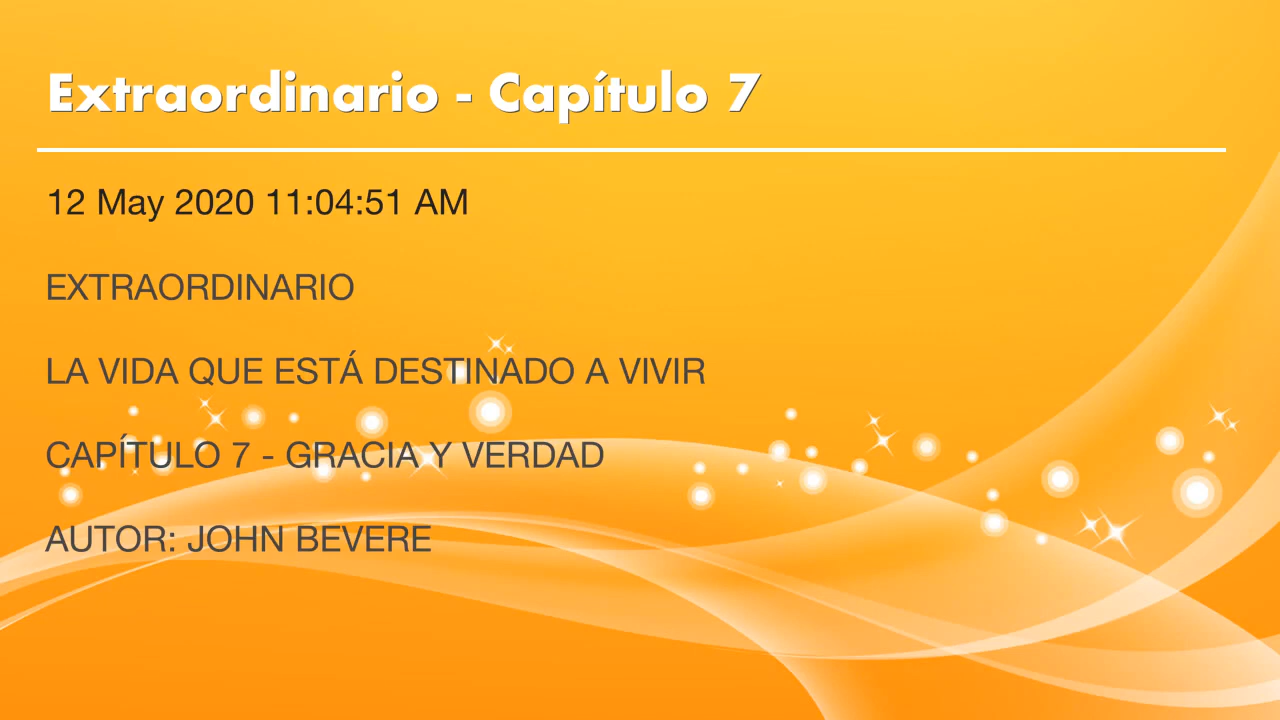 Extraordinario - Capítulo 7
12 May 2020 11:04:51 AM
EXTRAORDINARIO
LA VIDA QUE ESTÁ DESTINADO A VIVIR
CAPÍTULO 7 - GRACIA Y VERDAD
AUTOR: JOHN BEVERE